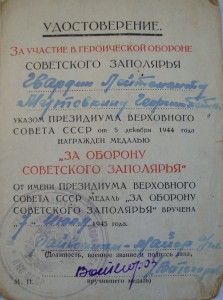 УДОСТОВЕРЕНИЕ.
ЗА УЧАСТИЕ В ГЕРОИЧЕСКОЙ ОБОРОНЕ
СОВЕТСКОГО ЗАПОЛЯРЬЯ
Гвардии Лейтенанту
УКАЗОМ ПРЕЗИДИУМА ВЕРХОВНОГО
СОВЕТА СССР от 5 декабря 1944 года
НАГРАЖДЕН МЕДАЛЬЮ
„ЗА ОБОРОНУ
СОВЕТСКОГО ЗАПОЛЯРЬЯ"
ОТ ИМЕНИ ПРЕЗИДИУМА ВЕРХОВНОГО
СОВЕТА СССР МЕДАЛЬ „ЗА ОБОРОНУ
СОВЕТСКОГО ЗАПОЛЯРЬЯ" ВРУЧЕНА
1945 года.
Майор
Должность, военное звание и подпись лица,
М. П.
вручившего медаль